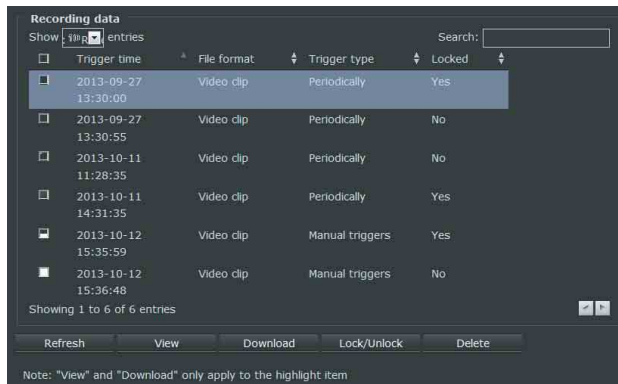 Recording data
Show entries Search:
Trigger time File format Trigger type Locked
2013-09-27 Video clip Periodically Yes
13:30:00
2013-09-27 Video clip Periodically No
13:30:55
2013-10-11 Video clip Periodically No
11:28:35
2013-10-11 Video clip Periodically Yes
14:31:35
2013-10-12 Video clip Manual triggers Yes
15:35:59
2013-10-12 Video clip Manual triggers No
15:36:48
Showing 1 to 6 of 6 entries
Refresh View Download Lock/Unlock Delete
Note: "View" and "Download" only apply to the highlight item